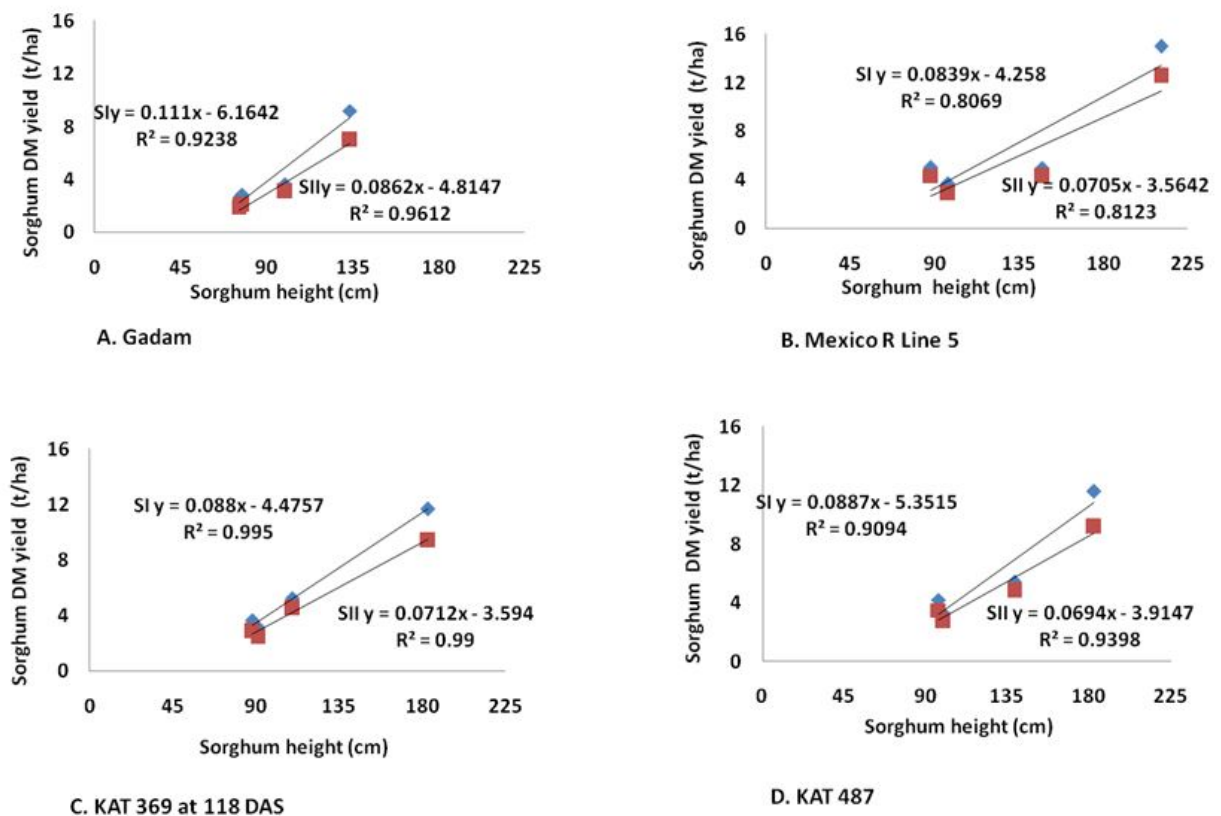 Sorghum DM yield (t/ha)
16
12
8
4
0
SIy = 0.111x - 6.1642
R² = 0.9238
SIIy = 0.0862x - 4.8147
R² = 0.9612
0 45 90 135 180 225
Sorghum height (cm)
A. Gadam
Sorghum DM yield (t/ha)
16
12
8
4
0
SI y = 0.0839x - 4.258
R² = 0.8069
SII y = 0.0705x - 3.5642
R² = 0.8123
0 45 90 135 180 225
Sorghum height (cm)
B. Mexico R Line 5
Sorghum DM yield (t/ha)
16
12
8
4
0
SI y = 0.088x - 4.4757
R² = 0.995
SII y = 0.0712x - 3.594
R² = 0.99
0 45 90 135 180 225
Sorghum height (cm)
C. KAT 369 at 118 DAS
Sorghum DM yield (t/ha)
16
12
8
4
0
SI y = 0.0887x - 5.3515
R² = 0.9094
SII y = 0.0694x - 3.9147
R² = 0.9398
0 45 90 135 180 225
Sorghum height (cm)
D. KAT 487